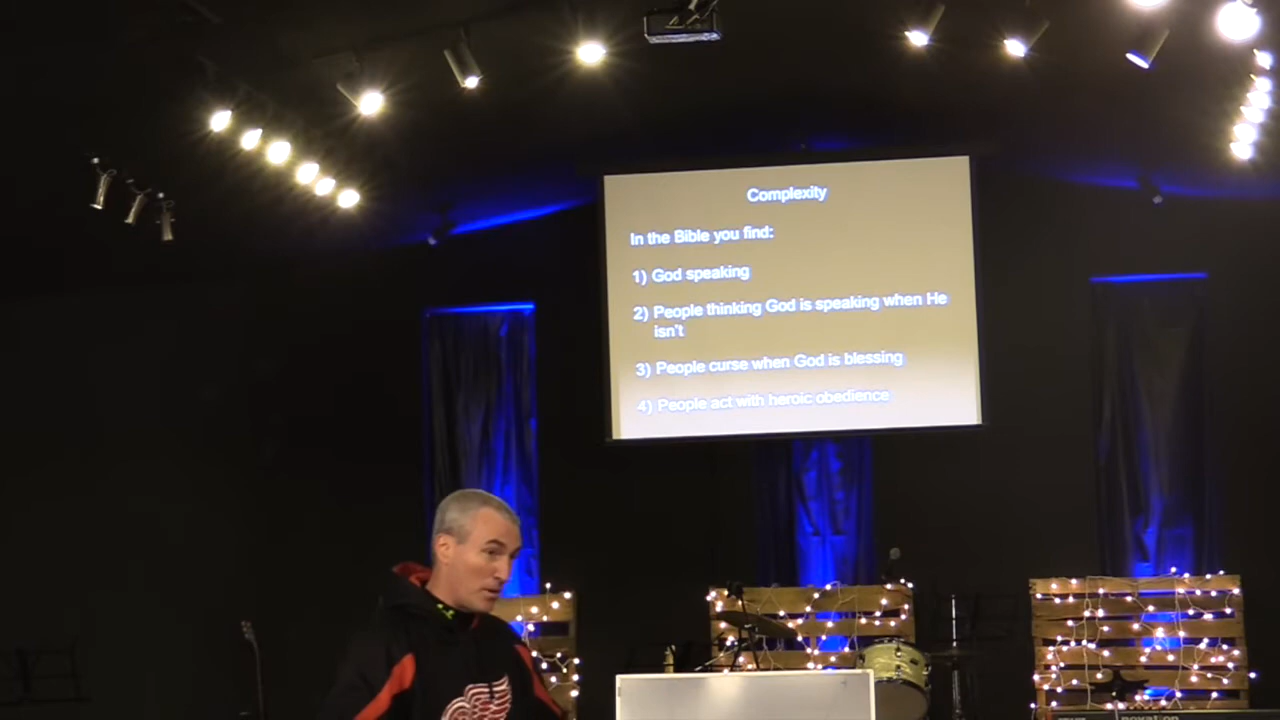 Complexity
In the Bible you find:
1) God speaking
2) People thinking God is speaking when He
isn't
3) People curse when God is blessing
4) People act with heroic obedience